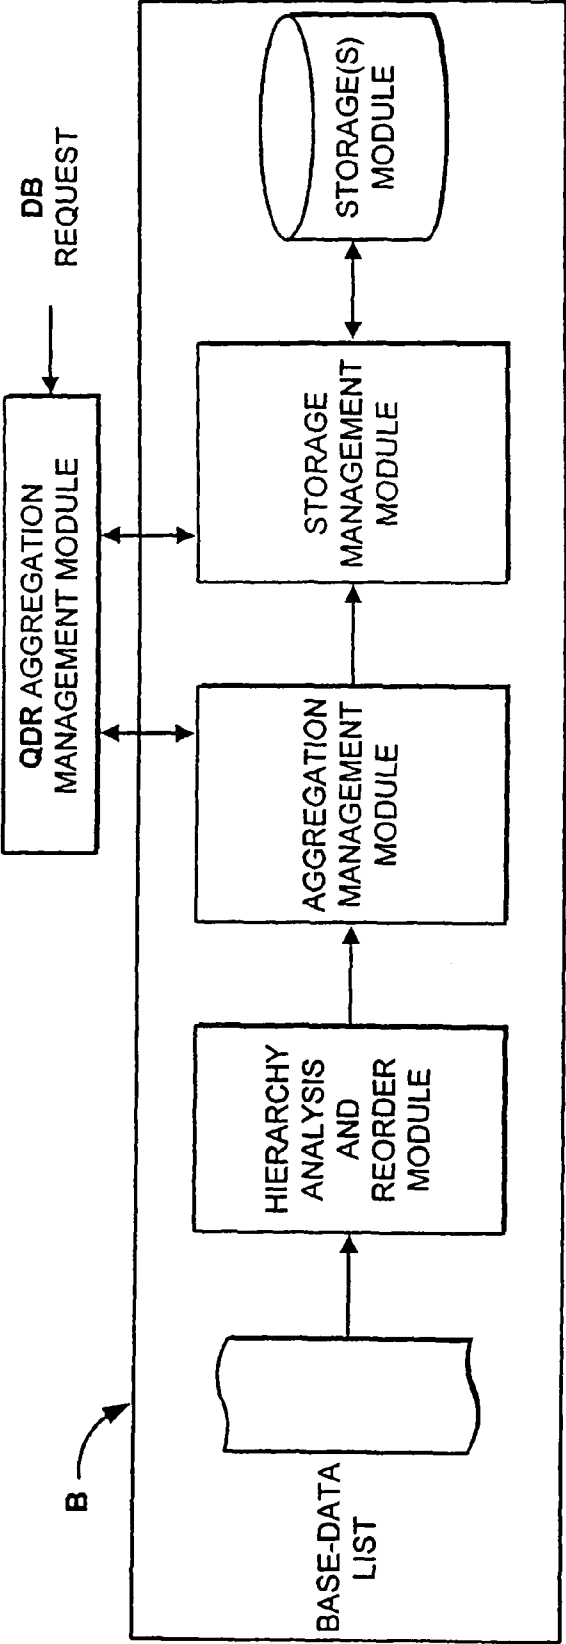 DB
REQUEST
QDR AGGREGATION
MANAGEMENT MODULE
B
BASE-DATA
LIST
HIERARCHY
ANALYSIS
AND
REORDER
MODULE
AGGREGATION
MANAGEMENT
MODULE
STORAGE
MANAGEMENT
MODULE
STORAGE(S)
MODULE